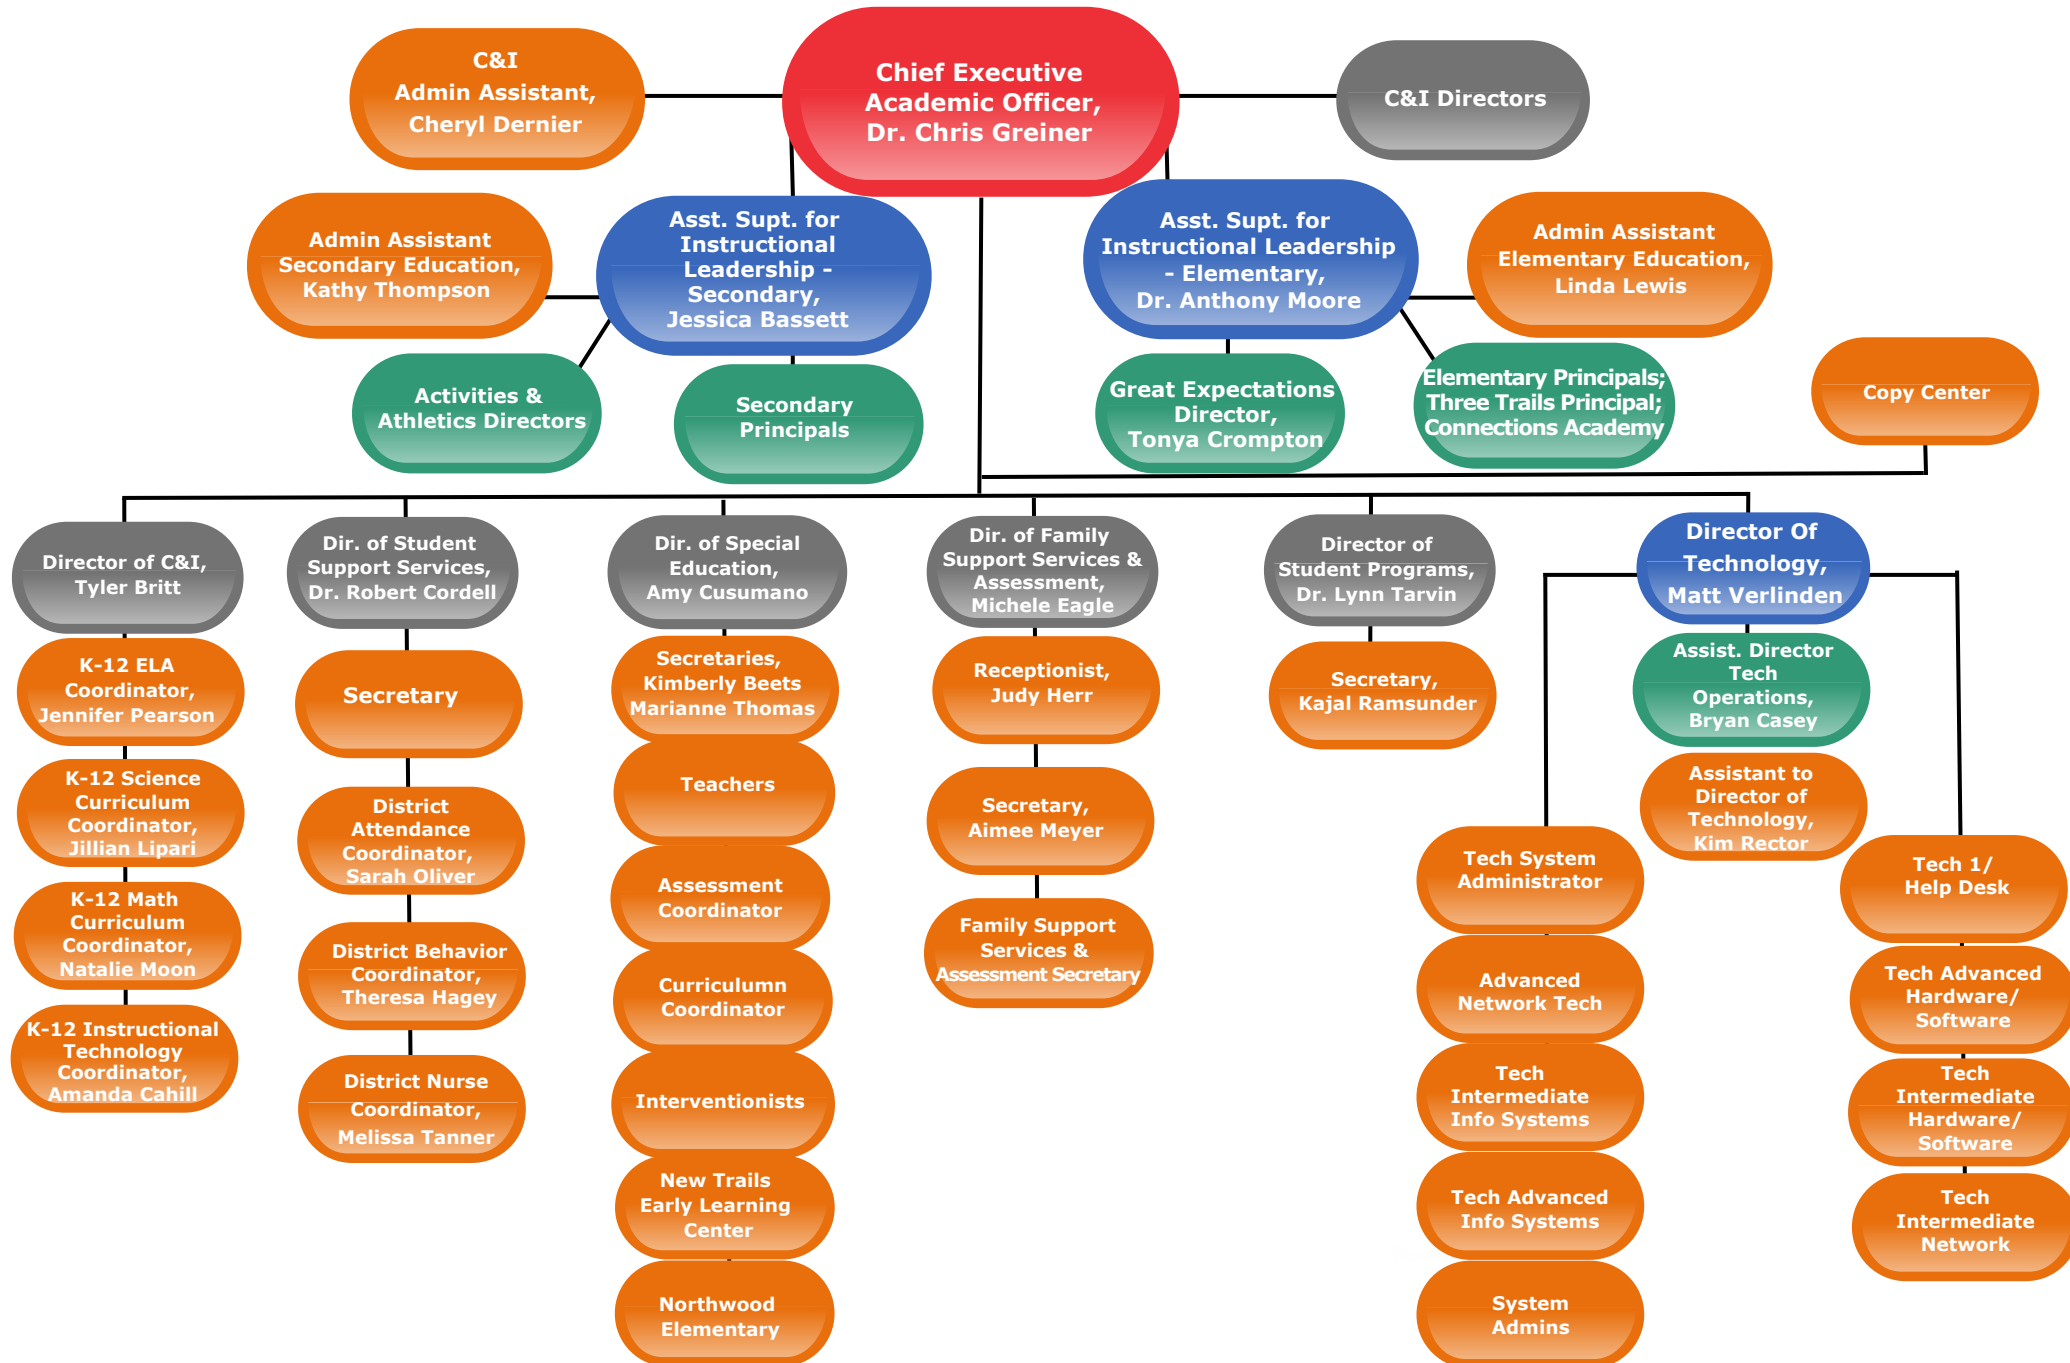 C&I
Admin Assistant,
Cheryl Dernier
Chief Executive
Academic Officer,
Dr. Chris Greiner
C&I Directors
Admin Assistant
Secondary Education,
Kathy Thompson
Asst. Supt. for
Instructional
Leadership -
Secondary,
Jessica Bassett
Asst. Supt. for
Instructional Leadership
- Elementary,
Dr. Anthony Moore
Admin Assistant
Elementary Education,
Linda Lewis
Activities &
Athletics Directors
Secondary
Principals
Great Expectations
Director,
Tonya Crompton
Elementary Principals;
Three Trails Principal;
Connections Academy
Copy Center
Director of C&I,
Tyler Britt
Dir. of Student
Support Services,
Dr. Robert Cordell
Dir. of Special
Education,
Amy Cusumano
Dir. of Family
Support Services &
Assessment,
Michele Eagle
Director of
Student Programs,
Dr. Lynn Tarvin
Director Of
Technology,
Matt Verlinden
K-12 ELA
Coordinator,
Jennifer Pearson
K-12 Science
Curriculum
Coordinator,
Jillian Lipari
K-12 Math
Curriculum
Coordinator,
Natalie Moon
K-12 Instructional
Technology
Coordinator,
Amanda Cahill
Secretary
District
Attendance
Coordinator,
Sarah Oliver
District Behavior
Coordinator,
Theresa Hagey
District Nurse
Coordinator,
Melissa Tanner
Secretaries,
Kimberly Beets
Marianne Thomas
Teachers
Assessment
Coordinator
Curriculumn
Coordinator
Interventionists
New Trails
Early Learning
Center
Northwood
Elementary
Receptionist,
Judy Herr
Secretary,
Aimee Meyer
Family Support
Services &
Assessment Secretary
Secretary,
Kajal Ramsunder
Assist. Director
Tech
Operations,
Bryan Casey
Assistant to
Director of
Technology,
Kim Rector
Tech System
Administrator
Advanced
Network Tech
Tech
Intermediate
Info Systems
Tech Advanced
Info Systems
System
Admins
Tech 1/
Help Desk
Tech Advanced
Hardware/
Software
Tech
Intermediate
Hardware/
Software
Tech
Intermediate
Network